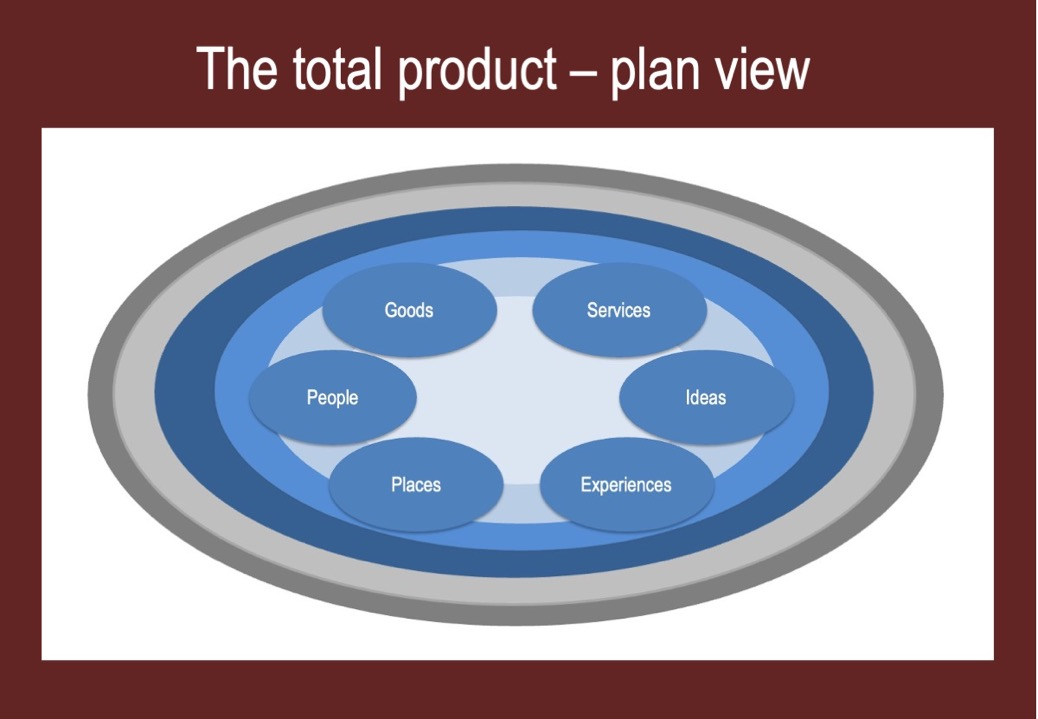 The total product – plan view
Goods
Services
People
Ideas
Places
Experiences